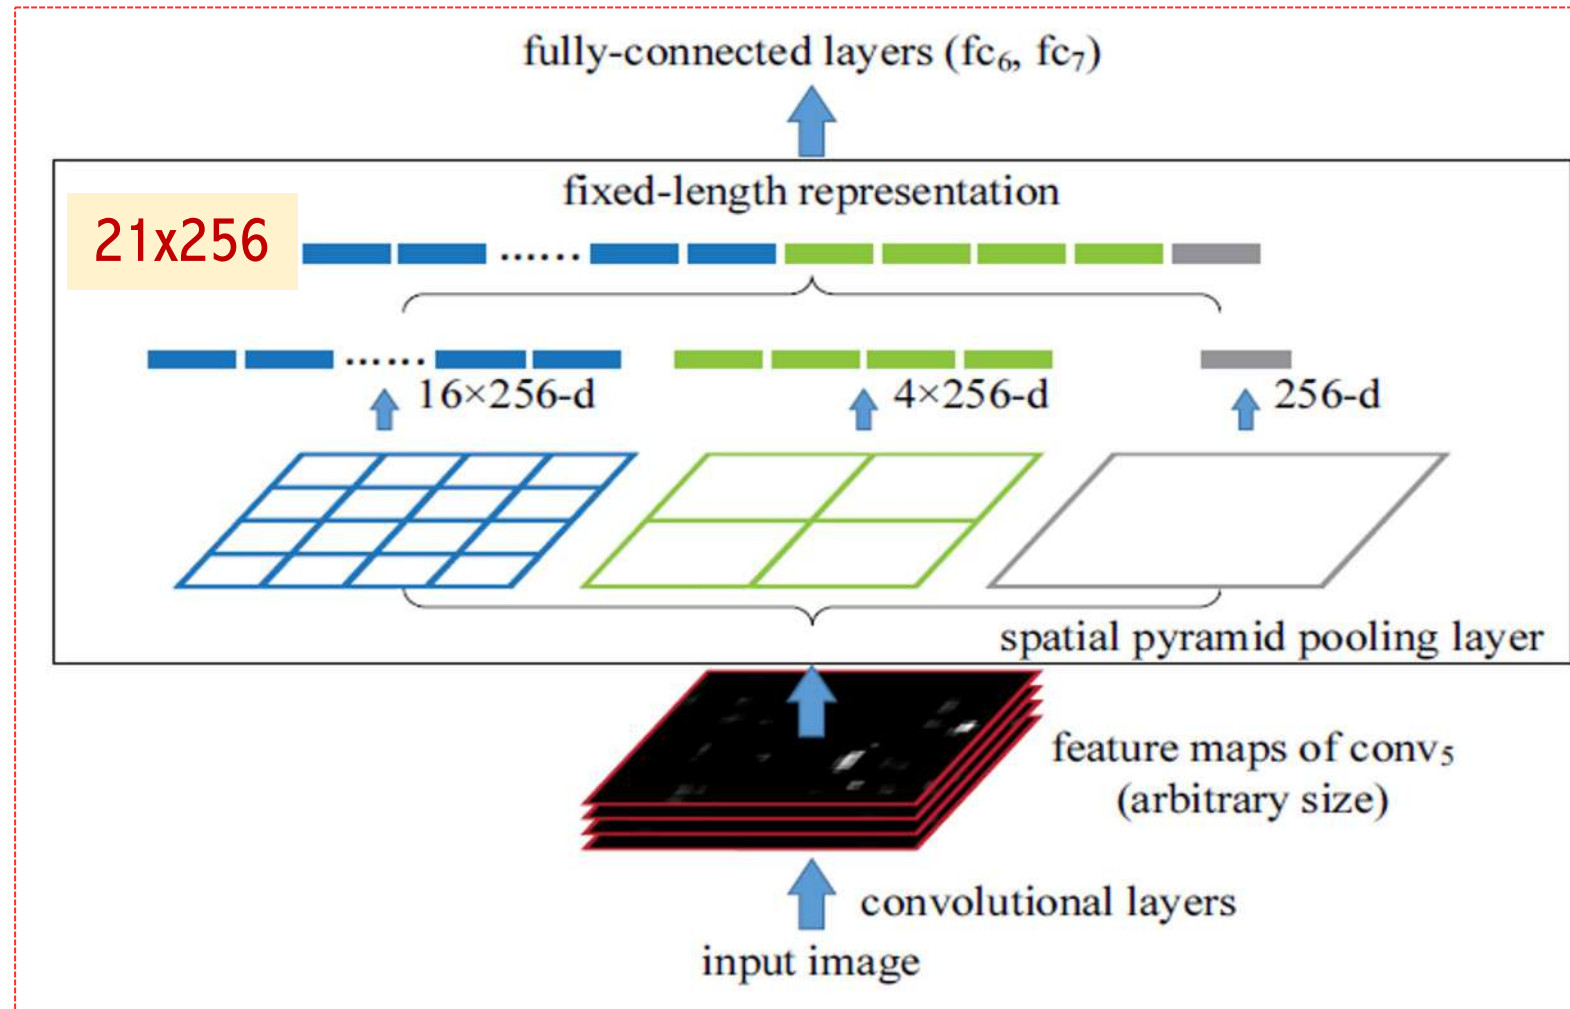 fully-connected layers (fc₆, fc₇)
fixed-length representation
21x256
......
......
16×256-d
4×256-d
256-d
spatial pyramid pooling layer
feature maps of conv₅
(arbitrary size)
convolutional layers
input image